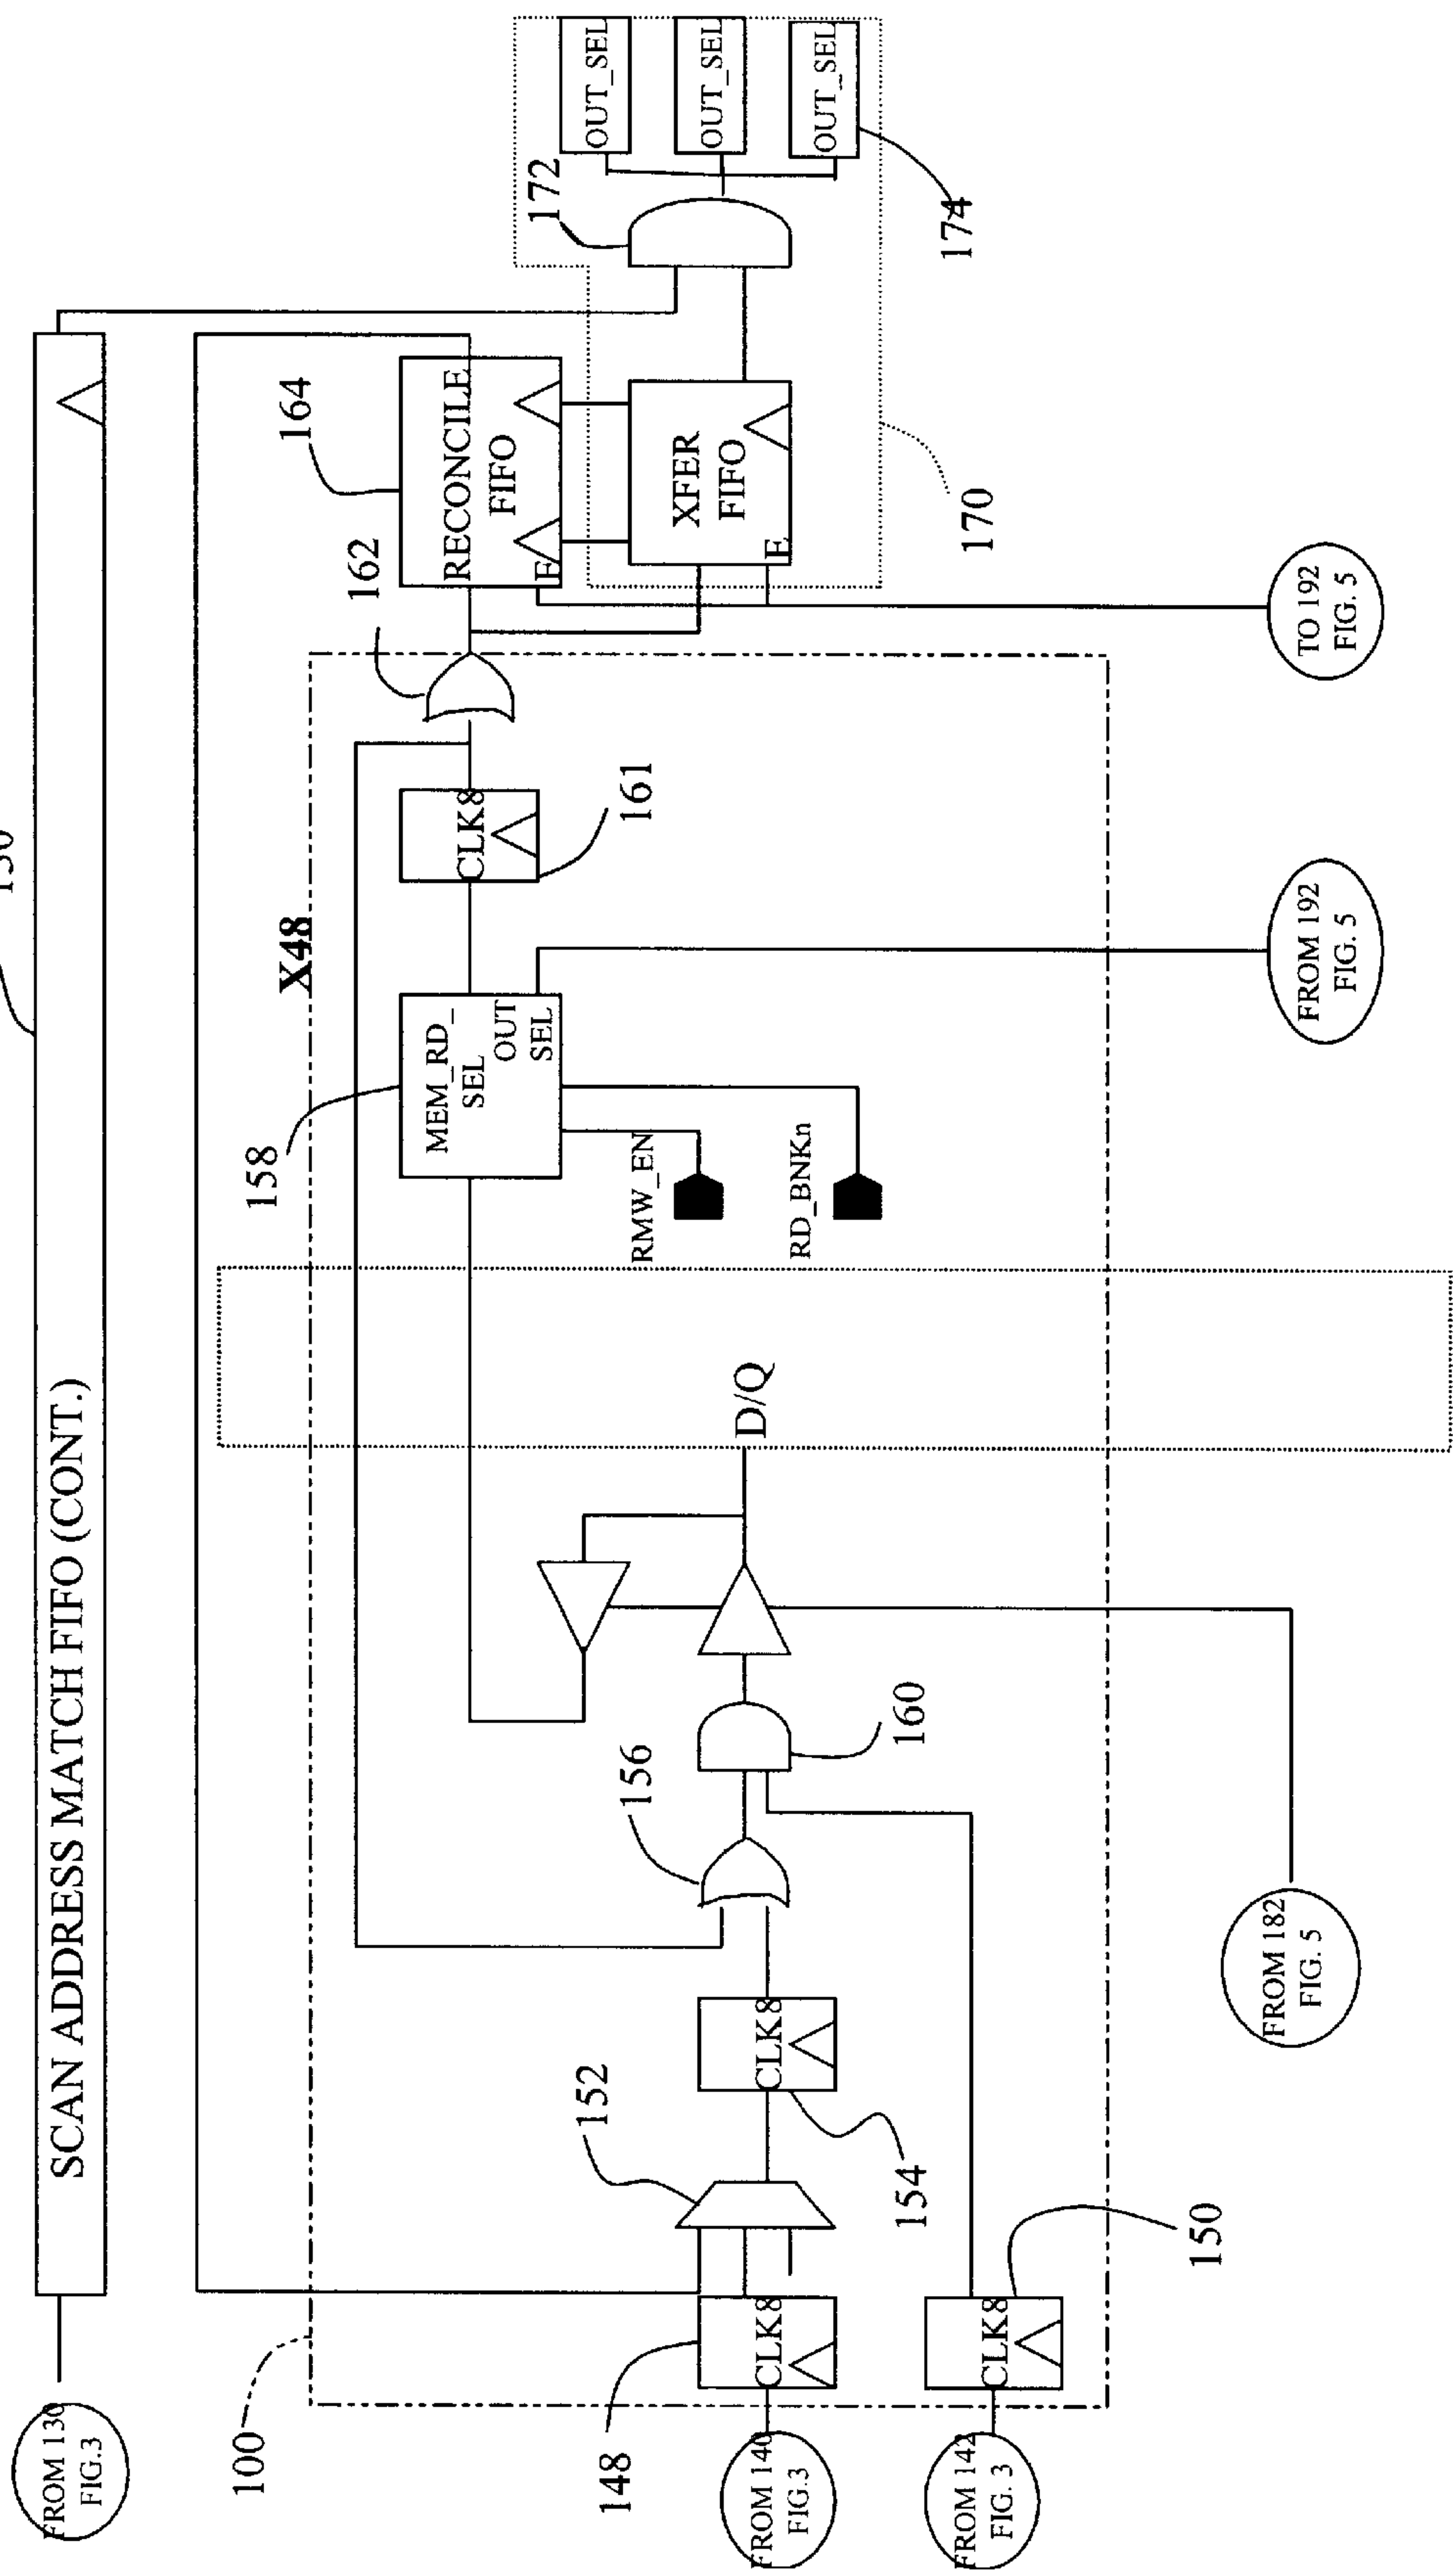 FROM 130
FIG.3
SCAN ADDRESS MATCH FIFO (CONT.)
130
100
X48
148
FROM 140
FIG.3
CLK8
152
154
CLK8
FROM 142
FIG. 3
CLK8
150
156
160
FROM 182
FIG. 5
D/Q
158
MEM_RD_
SEL
OUT
SEL
RMW_EN
RD_BNKn
FROM 192
FIG. 5
CLK8
161
162
164
RECONCILE
FIFO
E
XFER
FIFO
E
TO 192
FIG. 5
170
172
OUT_SEL
OUT_SEL
OUT_SEL
174